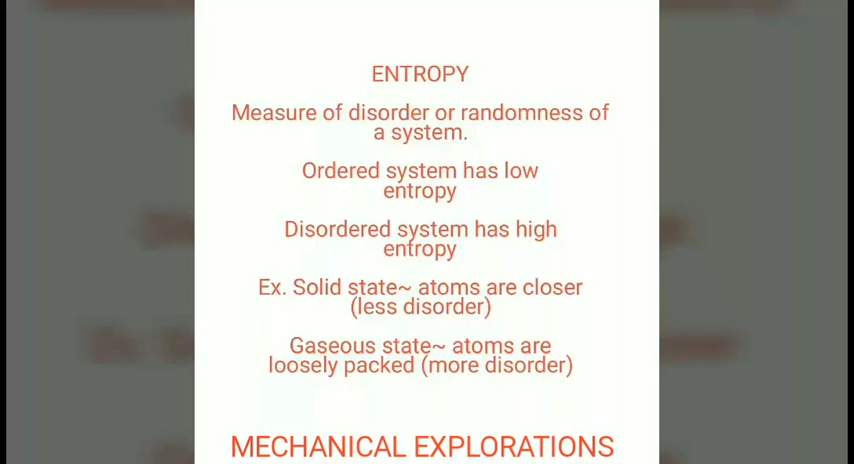 ENTROPY
Measure of disorder or randomness of
a system.
Ordered system has low
entropy
Disordered system has high
entropy
Ex. Solid state~ atoms are closer
(less disorder)
Gaseous state~ atoms are
loosely packed (more disorder)
MECHANICAL EXPLORATIONS